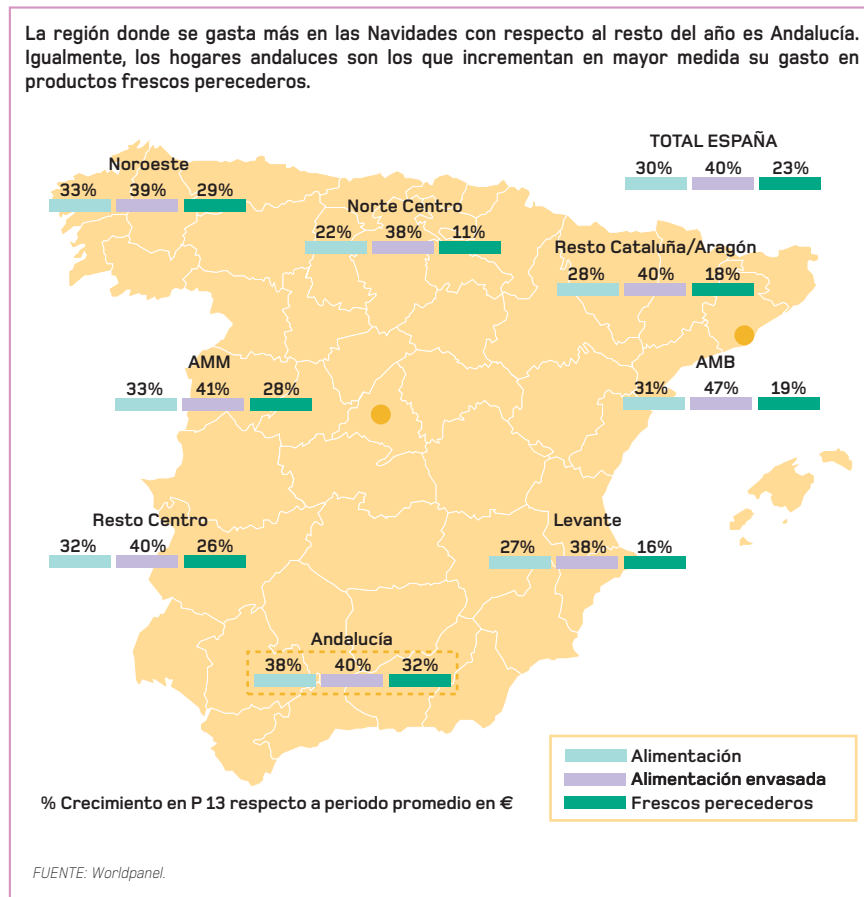 La región donde se gasta más en las Navidades con respecto al resto del año es Andalucía.
Igualmente, los hogares andaluces son los que incrementan en mayor medida su gasto en
productos frescos perecederos.
TOTAL ESPAÑA
30% 40% 23%
Noroeste
33% 39% 29%
Norte Centro
22% 38% 11%
Resto Cataluña/Aragón
28% 40% 18%
AMM
33% 41% 28%
AMB
31% 47% 19%
Resto Centro
32% 40% 26%
Levante
27% 38% 16%
Andalucía
38% 40% 32%
Alimentación
Alimentación envasada
Frescos perecederos
% Crecimiento en P 13 respecto a periodo promedio en €
FUENTE: Worldpanel.